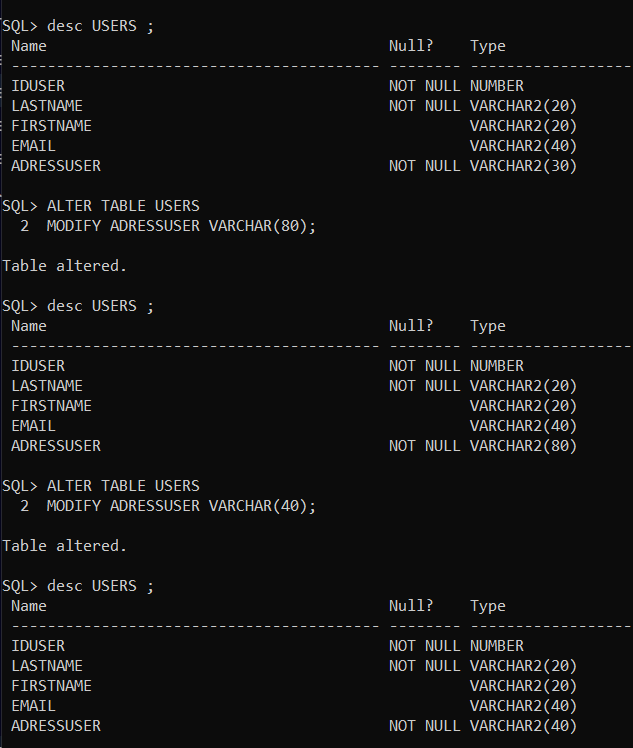 SQL> desc USERS ;
 Name                                      Null?    Type
 ----------------------------------------- -------- ------------------
 IDUSER                                    NOT NULL NUMBER
 LASTNAME                                  NOT NULL VARCHAR2(20)
 FIRSTNAME                                          VARCHAR2(20)
 EMAIL                                              VARCHAR2(40)
 ADRESSUSER                                NOT NULL VARCHAR2(30)
SQL> ALTER TABLE USERS
  2  MODIFY ADRESSUSER VARCHAR(80);
Table altered.
SQL> desc USERS ;
 Name                                      Null?    Type
 ----------------------------------------- -------- ------------------
 IDUSER                                    NOT NULL NUMBER
 LASTNAME                                  NOT NULL VARCHAR2(20)
 FIRSTNAME                                          VARCHAR2(20)
 EMAIL                                              VARCHAR2(40)
 ADRESSUSER                                NOT NULL VARCHAR2(80)
SQL> ALTER TABLE USERS
  2  MODIFY ADRESSUSER VARCHAR(40);
Table altered.
SQL> desc USERS ;
 Name                                      Null?    Type
 ----------------------------------------- -------- ------------------
 IDUSER                                    NOT NULL NUMBER
 LASTNAME                                  NOT NULL VARCHAR2(20)
 FIRSTNAME                                          VARCHAR2(20)
 EMAIL                                              VARCHAR2(40)
 ADRESSUSER                                NOT NULL VARCHAR2(40)